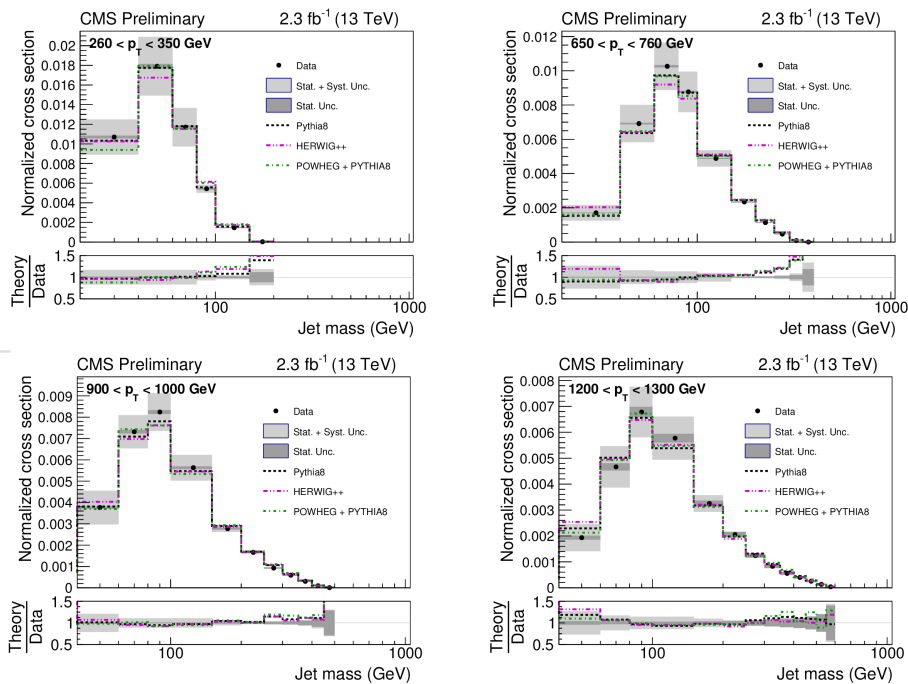 CMS Preliminary 2.3 fb⁻¹ (13 TeV)
260 < p_T < 350 GeV
Normalized cross section
0.02
0.018
0.016
0.014
0.012
0.01
0.008
0.006
0.004
0.002
0
Data
Stat. + Syst. Unc.
Stat. Unc.
Pythia8
HERWIG++
POWHEG + PYTHIA8
Theory
Data
1.5
1
0.5
100 1000
Jet mass (GeV)
CMS Preliminary 2.3 fb⁻¹ (13 TeV)
650 < p_T < 760 GeV
Normalized cross section
0.012
0.01
0.008
0.006
0.004
0.002
0
Data
Stat. + Syst. Unc.
Stat. Unc.
Pythia8
HERWIG++
POWHEG + PYTHIA8
Theory
Data
1.5
1
0.5
100 1000
Jet mass (GeV)
CMS Preliminary 2.3 fb⁻¹ (13 TeV)
900 < p_T < 1000 GeV
Normalized cross section
0.009
0.008
0.007
0.006
0.005
0.004
0.003
0.002
0.001
0
Data
Stat. + Syst. Unc.
Stat. Unc.
Pythia8
HERWIG++
POWHEG + PYTHIA8
Theory
Data
1.5
1
0.5
100 1000
Jet mass (GeV)
CMS Preliminary 2.3 fb⁻¹ (13 TeV)
1200 < p_T < 1300 GeV
Normalized cross section
0.008
0.007
0.006
0.005
0.004
0.003
0.002
0.001
0
Data
Stat. + Syst. Unc.
Stat. Unc.
Pythia8
HERWIG++
POWHEG + PYTHIA8
Theory
Data
1.5
1
0.5
100 1000
Jet mass (GeV)